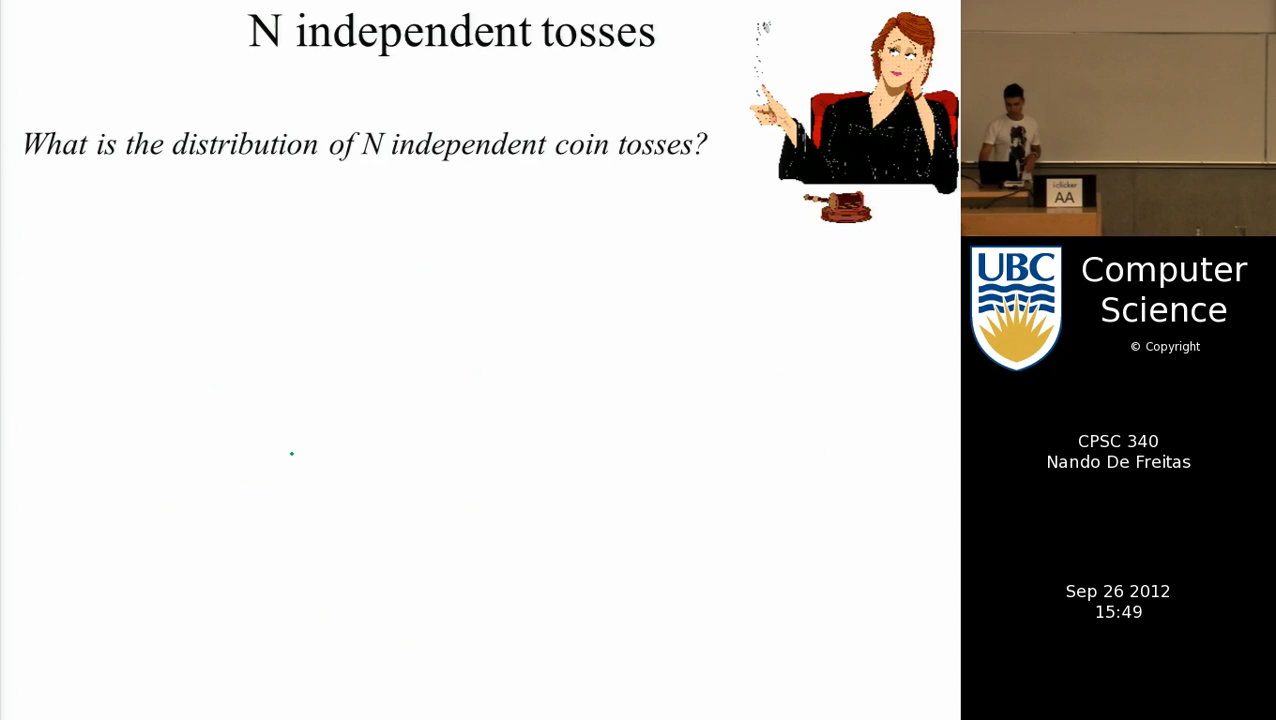 N independent tosses
What is the distribution of N independent coin tosses?
i>clicker
AA
UBC
Computer
Science
© Copyright
CPSC 340
Nando De Freitas
Sep 26 2012
15:49